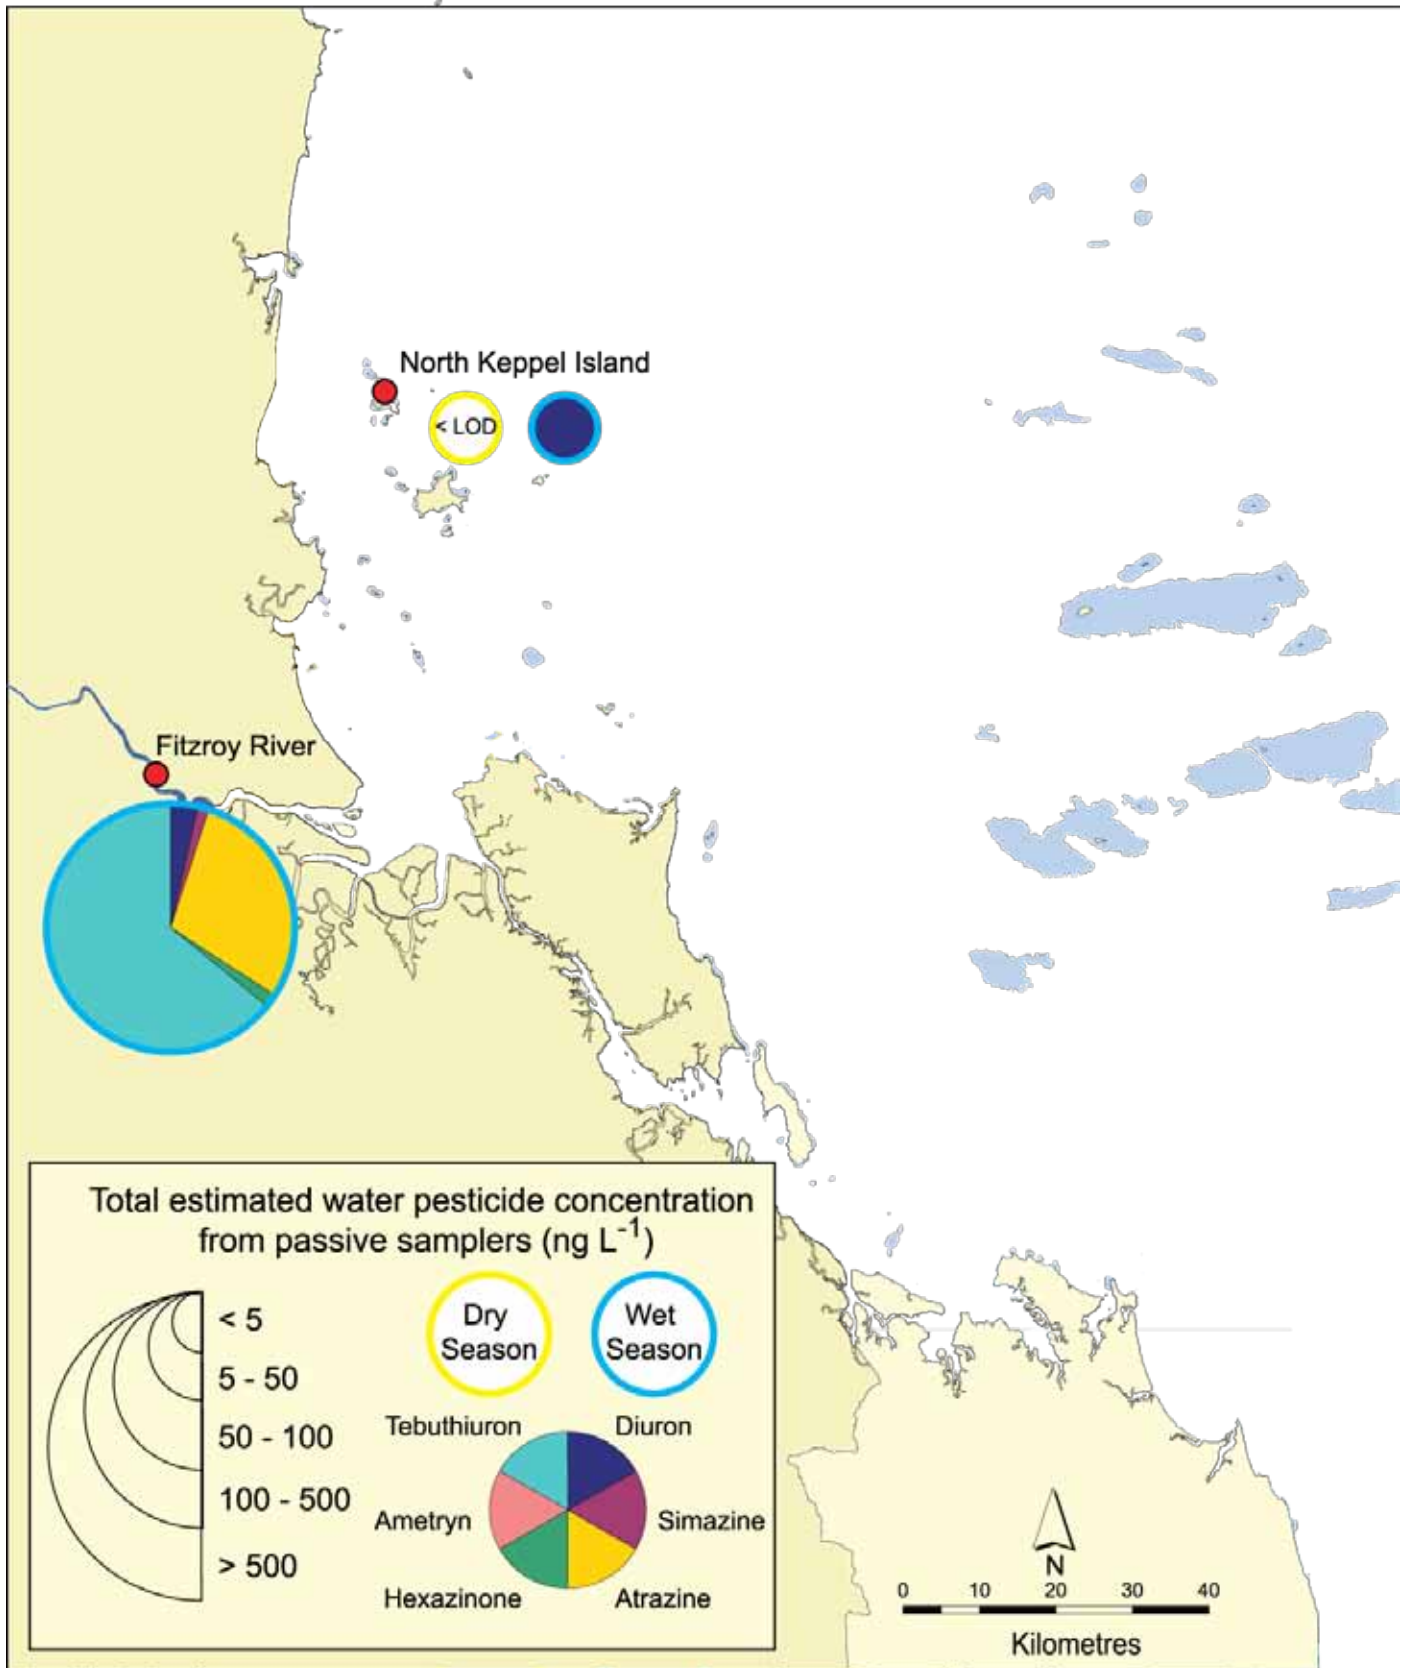 North Keppel Island
< LOD
Fitzroy River
Total estimated water pesticide concentration
from passive samplers (ng L⁻¹)
< 5
5 - 50
50 - 100
100 - 500
> 500
Dry
Season
Wet
Season
Tebuthiuron
Diuron
Ametryn
Simazine
Hexazinone
Atrazine
N
0 10 20 30 40
Kilometres